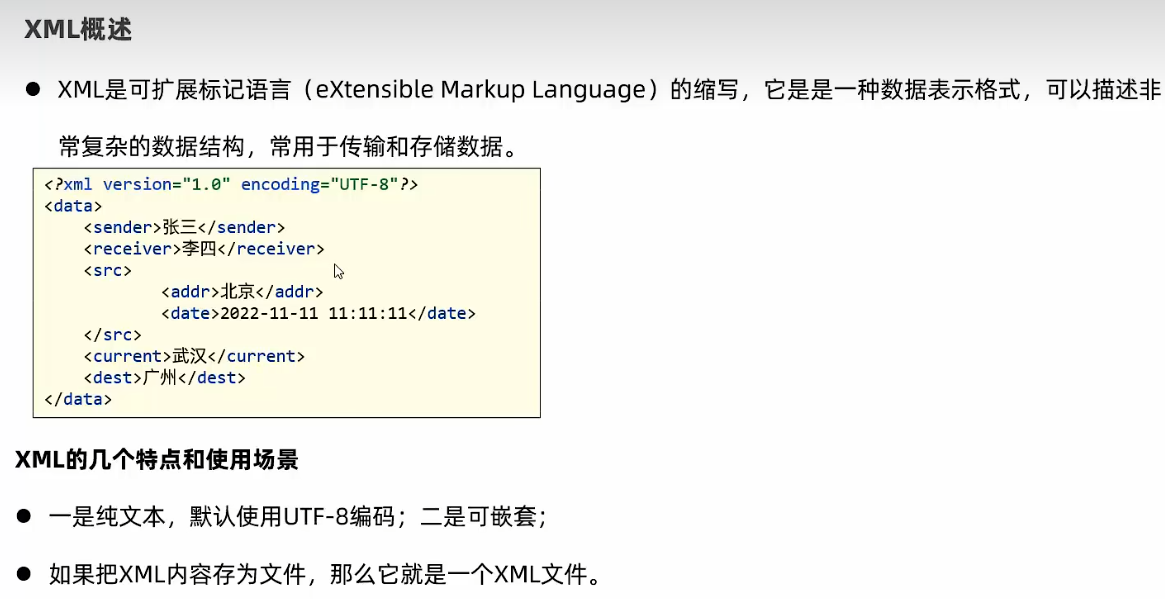 XML概述
● XML是可扩展标记语言（eXtensible Markup Language）的缩写，它是是一种数据表示格式，可以描述非
常复杂的数据结构，常用于传输和存储数据。
<?xml version="1.0" encoding="UTF-8"?>
<data>
    <sender>张三</sender>
    <receiver>李四</receiver>
    <src>
            <addr>北京</addr>
            <date>2022-11-11 11:11:11</date>
    </src>
    <current>武汉</current>
    <dest>广州</dest>
</data>
XML的几个特点和使用场景
● 一是纯文本，默认使用UTF-8编码；二是可嵌套；
● 如果把XML内容存为文件，那么它就是一个XML文件。